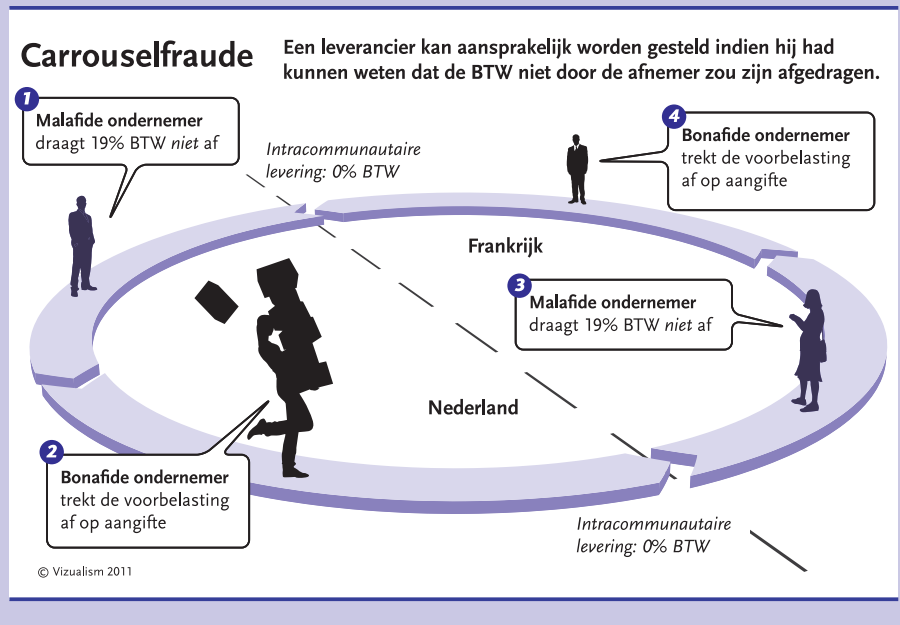 Carrouselfraude
Een leverancier kan aansprakelijk worden gesteld indien hij had
kunnen weten dat de BTW niet door de afnemer zou zijn afgedragen.
1
Malafide ondernemer
draagt 19% BTW niet af
Intracommunautaire
levering: 0% BTW
4
Bonafide ondernemer
trekt de voorbelasting
af op aangifte
Frankrijk
3
Malafide ondernemer
draagt 19% BTW niet af
Nederland
2
Bonafide ondernemer
trekt de voorbelasting
af op aangifte
Intracommunautaire
levering: 0% BTW
© Vizualism 2011